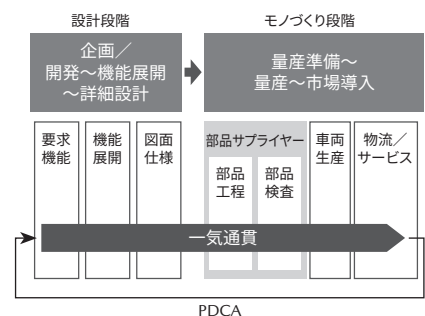 設計段階
モノづくり段階
企画／
開発～機能展開
～詳細設計
量産準備～
量産～市場導入
要求
機能
機能
展開
図面
仕様
部品サプライヤー
部品
工程
部品
検査
車両
生産
物流／
サービス
一気通貫
PDCA